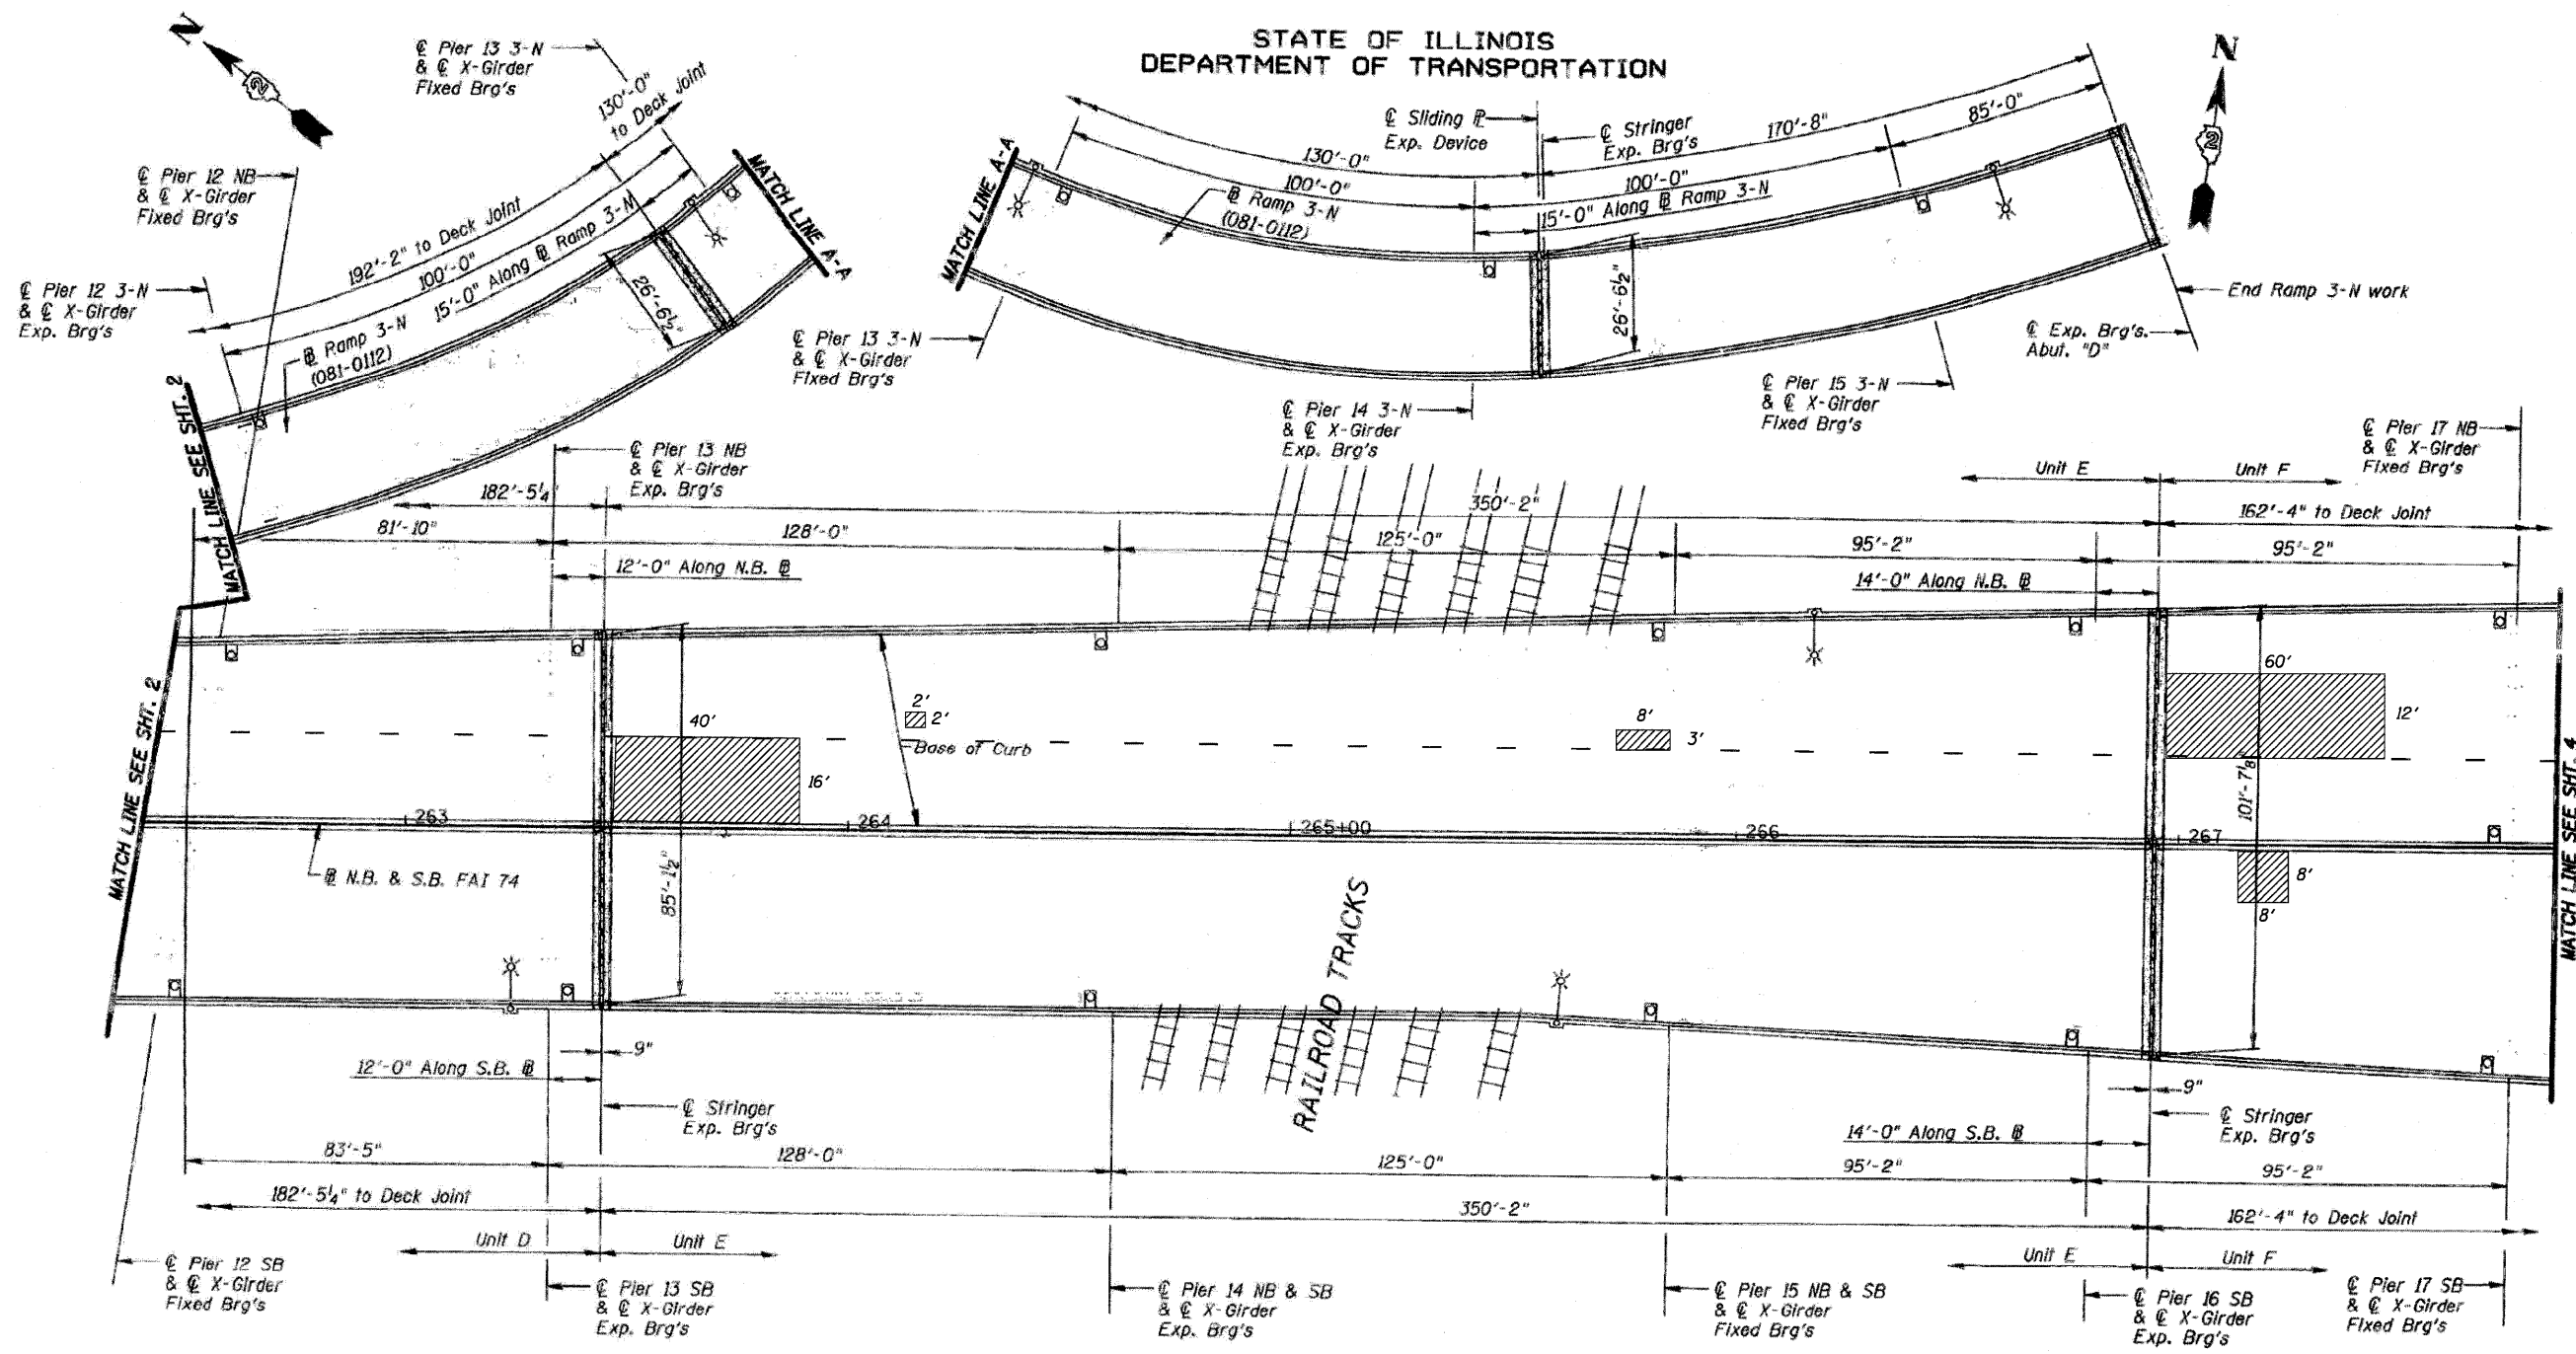 STATE OF ILLINOIS
DEPARTMENT OF TRANSPORTATION
N
2
℄ Pier 13 3-N
& ℄ X-Girder
Fixed Brg's
130'-0"
to Deck Joint
℄ Pier 12 NB
& ℄ X-Girder
Fixed Brg's
192'-2" to Deck Joint
100'-0"
15'-0" Along ⅊ Ramp 3-N
MATCH LINE A-A
℄ Pier 12 3-N
& ℄ X-Girder
Exp. Brg's
⅊ Ramp 3-N
(081-0112)
26'-6½"
MATCH LINE SEE SHT. 2
MATCH LINE SEE SHT. 2
MATCH LINE A-A
130'-0"
100'-0"
⅊ Ramp 3-N
(081-0112)
℄ Sliding ⅊
Exp. Device
℄ Stringer
Exp. Brg's
170'-8"
85'-0"
100'-0"
15'-0" Along ⅊ Ramp 3-N
N
2
26'-6½"
End Ramp 3-N work
℄ Exp. Brg's.
Abut. "D"
℄ Pier 13 3-N
& ℄ X-Girder
Fixed Brg's
℄ Pier 14 3-N
& ℄ X-Girder
Exp. Brg's
℄ Pier 15 3-N
& ℄ X-Girder
Fixed Brg's
℄ Pier 17 NB
& ℄ X-Girder
Fixed Brg's
℄ Pier 13 NB
& ℄ X-Girder
Exp. Brg's
Unit E
Unit F
182'-5¼
350'-2"
162'-4" to Deck Joint
81'-10"
128'-0"
125'-0"
95'-2"
95'-2"
12'-0" Along N.B. ⅊
14'-0" Along N.B. ⅊
MATCH LINE SEE SHT. 2
40'
16'
2'
2'
Base of Curb
8'
3'
60'
12'
101'-7⅛"
263
264
265+00
266
267
85'-1½"
⅊ N.B. & S.B. FAI 74
8'
8'
MATCH LINE SEE SHT. 4
RAILROAD TRACKS
9"
12'-0" Along S.B. ⅊
℄ Stringer
Exp. Brg's
9"
℄ Stringer
Exp. Brg's
14'-0" Along S.B. ⅊
83'-5"
128'-0"
125'-0"
95'-2"
95'-2"
182'-5¼" to Deck Joint
350'-2"
162'-4" to Deck Joint
Unit D
Unit E
Unit E
Unit F
℄ Pier 12 SB
& ℄ X-Girder
Fixed Brg's
℄ Pier 13 SB
& ℄ X-Girder
Exp. Brg's
℄ Pier 14 NB & SB
& ℄ X-Girder
Exp. Brg's
℄ Pier 15 NB & SB
& ℄ X-Girder
Fixed Brg's
℄ Pier 16 SB
& ℄ X-Girder
Exp. Brg's
℄ Pier 17 SB
& ℄ X-Girder
Fixed Brg's